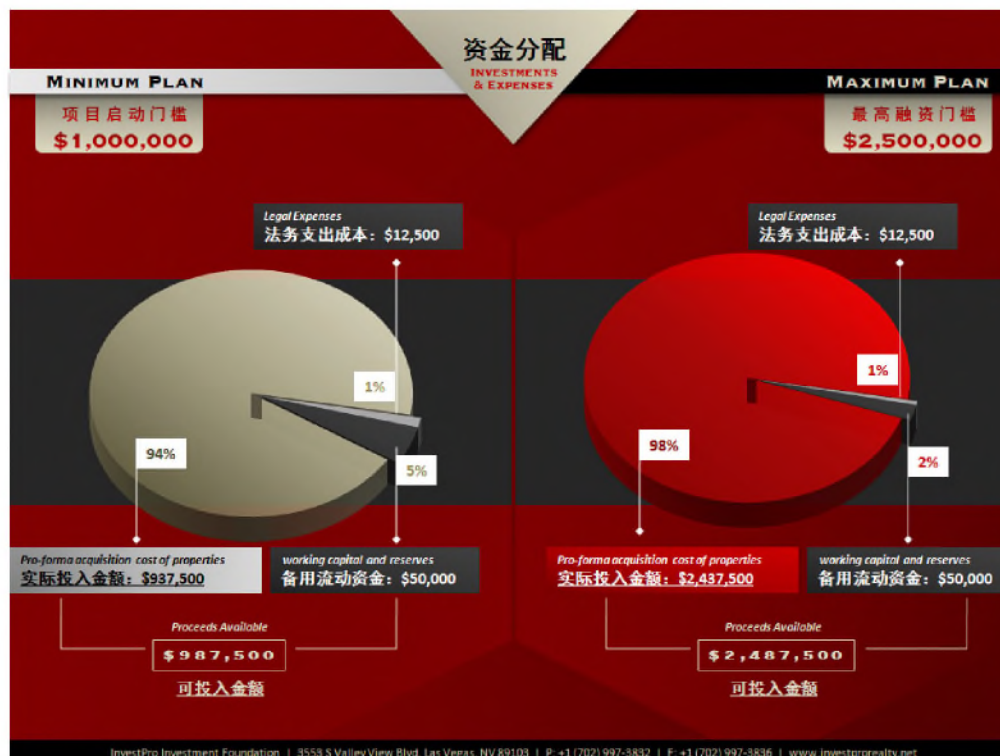 资金分配
INVESTMENTS
& EXPENSES
MINIMUM PLAN
项目启动门槛
$1,000,000
MAXIMUM PLAN
最高融资门槛
$2,500,000
Legal Expenses
法务支出成本：$12,500
1%
94%
5%
Pro-forma acquisition cost of properties
实际投入金额：$937,500
working capital and reserves
备用流动资金：$50,000
Proceeds Available
$987,500
可投入金额
Legal Expenses
法务支出成本：$12,500
1%
98%
2%
Pro-forma acquisition cost of properties
实际投入金额：$2,437,500
working capital and reserves
备用流动资金：$50,000
Proceeds Available
$2,487,500
可投入金额
InvestPro Investment Foundation | 3553 S Valley View Blvd, Las Vegas, NV 89103 | P: +1 (702) 997-3832 | F: +1 (702) 997-3836 | www.investprorealty.net